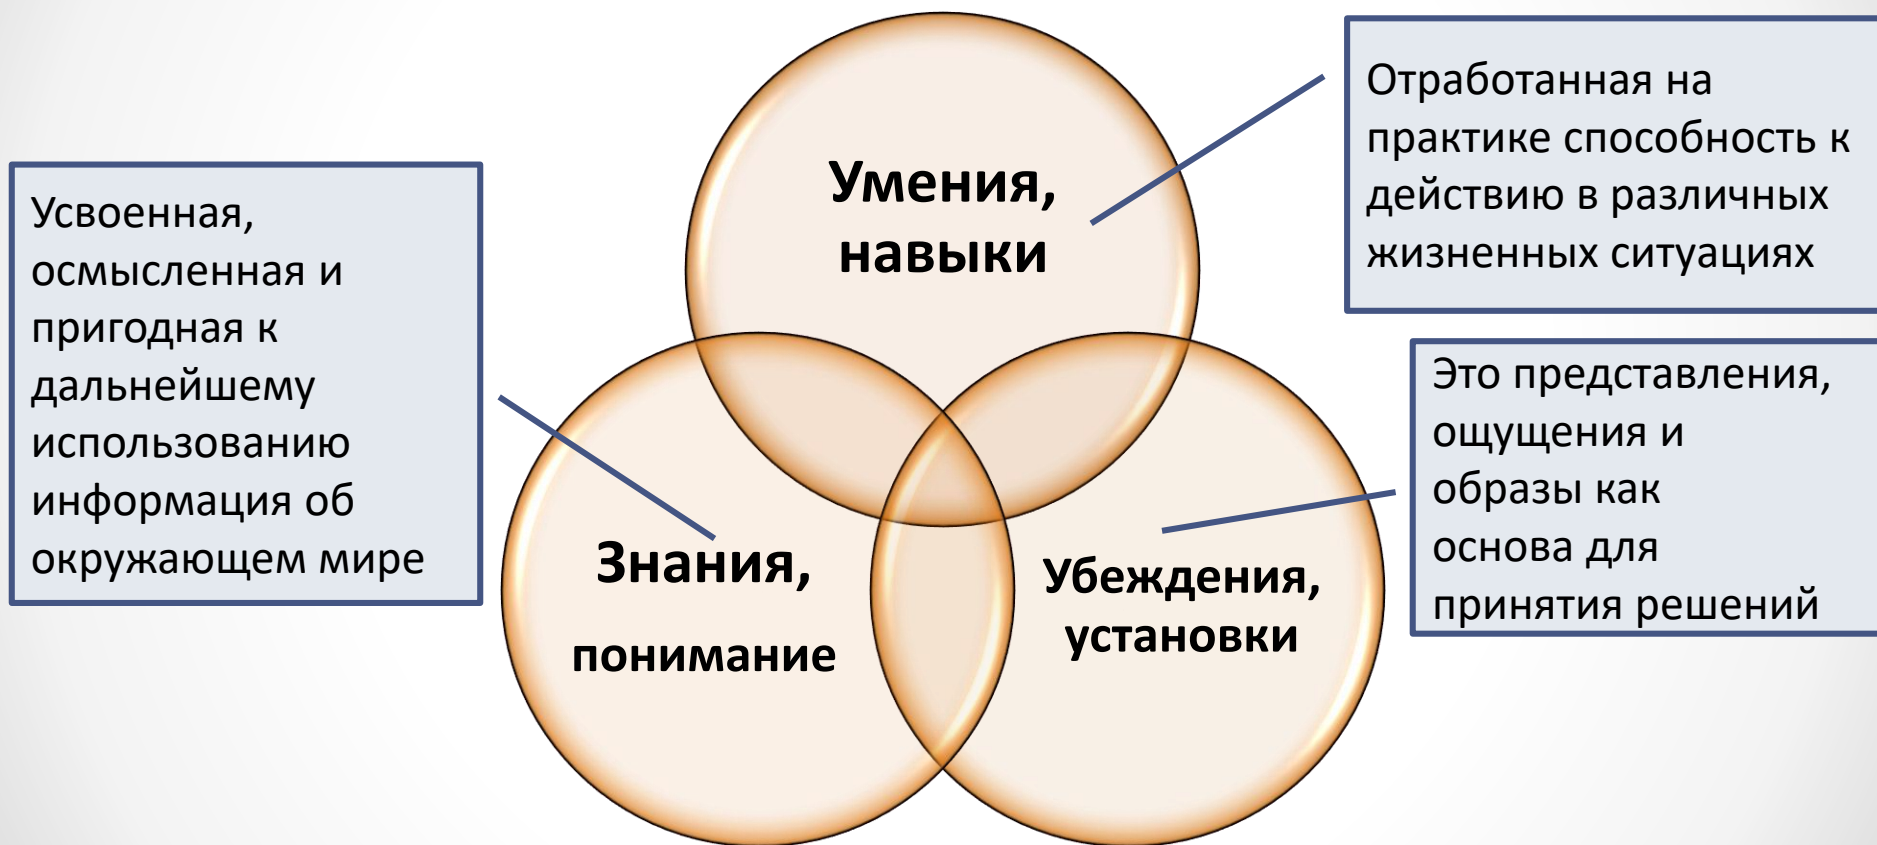 Умения,
навыки
Отработанная на
практике способность к
действию в различных
жизненных ситуациях
Усвоенная,
осмысленная и
пригодная к
дальнейшему
использованию
информация об
окружающем мире
Знания,
понимание
Убеждения,
установки
Это представления,
ощущения и
образы как
основа для
принятия решений